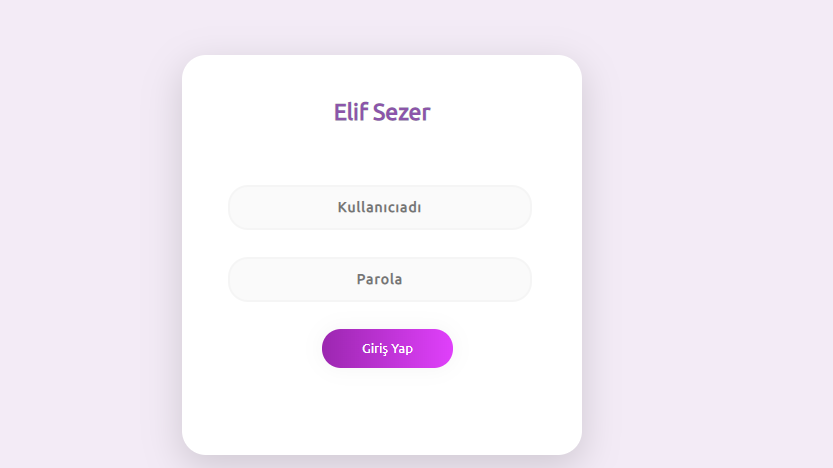 Elif Sezer
Kullanıcıadı
Parola
Giriş Yap